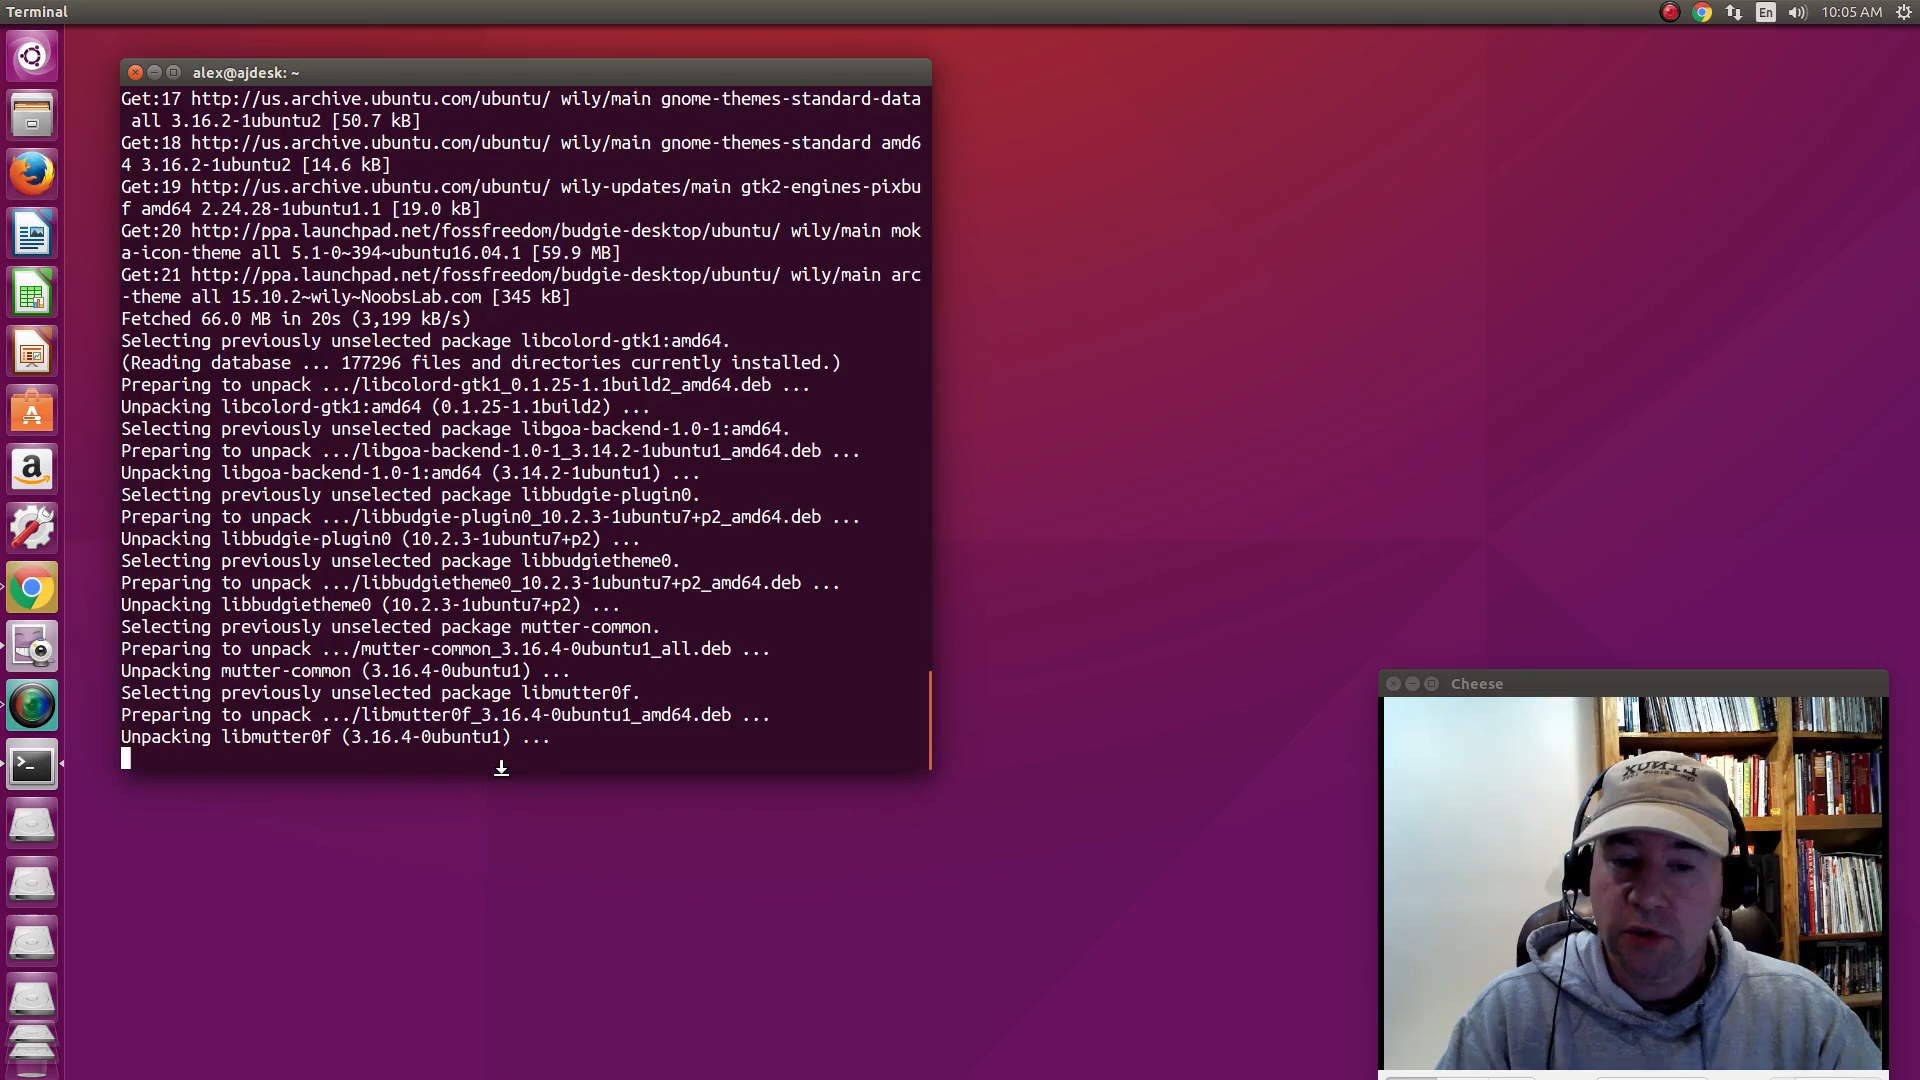 Terminal
En
10:05 AM
alex@ajdesk: ~
Get:17 http://us.archive.ubuntu.com/ubuntu/ wily/main gnome-themes-standard-data
all 3.16.2-1ubuntu2 [50.7 kB]
Get:18 http://us.archive.ubuntu.com/ubuntu/ wily/main gnome-themes-standard amd6
4 3.16.2-1ubuntu2 [14.6 kB]
Get:19 http://us.archive.ubuntu.com/ubuntu/ wily-updates/main gtk2-engines-pixbu
f amd64 2.24.28-1ubuntu1.1 [19.0 kB]
Get:20 http://ppa.launchpad.net/fossfreedom/budgie-desktop/ubuntu/ wily/main mok
a-icon-theme all 5.1-0~394~ubuntu16.04.1 [59.9 MB]
Get:21 http://ppa.launchpad.net/fossfreedom/budgie-desktop/ubuntu/ wily/main arc
-theme all 15.10.2~wily~NoobsLab.com [345 kB]
Fetched 66.0 MB in 20s (3,199 kB/s)
Selecting previously unselected package libcolord-gtk1:amd64.
(Reading database ... 177296 files and directories currently installed.)
Preparing to unpack .../libcolord-gtk1_0.1.25-1.1build2_amd64.deb ...
Unpacking libcolord-gtk1:amd64 (0.1.25-1.1build2) ...
Selecting previously unselected package libgoa-backend-1.0-1:amd64.
Preparing to unpack .../libgoa-backend-1.0-1_3.14.2-1ubuntu1_amd64.deb ...
Unpacking libgoa-backend-1.0-1:amd64 (3.14.2-1ubuntu1) ...
Selecting previously unselected package libbudgie-plugin0.
Preparing to unpack .../libbudgie-plugin0_10.2.3-1ubuntu7+p2_amd64.deb ...
Unpacking libbudgie-plugin0 (10.2.3-1ubuntu7+p2) ...
Selecting previously unselected package libbudgietheme0.
Preparing to unpack .../libbudgietheme0_10.2.3-1ubuntu7+p2_amd64.deb ...
Unpacking libbudgietheme0 (10.2.3-1ubuntu7+p2) ...
Selecting previously unselected package mutter-common.
Preparing to unpack .../mutter-common_3.16.4-0ubuntu1_all.deb ...
Unpacking mutter-common (3.16.4-0ubuntu1) ...
Selecting previously unselected package libmutter0f.
Preparing to unpack .../libmutter0f_3.16.4-0ubuntu1_amd64.deb ...
Unpacking libmutter0f (3.16.4-0ubuntu1) ...
Cheese
LINUX